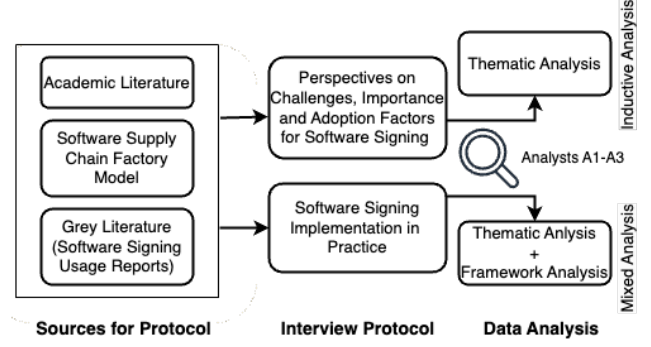 Academic Literature
Software Supply
Chain Factory
Model
Grey Literature
(Software Signing
Usage Reports)
Sources for Protocol
Perspectives on
Challenges, Importance
and Adoption Factors
for Software Signing
Software Signing
Implementation in
Practice
Interview Protocol
Thematic Analysis
Analysts A1-A3
Thematic Anlysis
+
Framework Analysis
Data Analysis
Inductive Analysis
Mixed Analysis